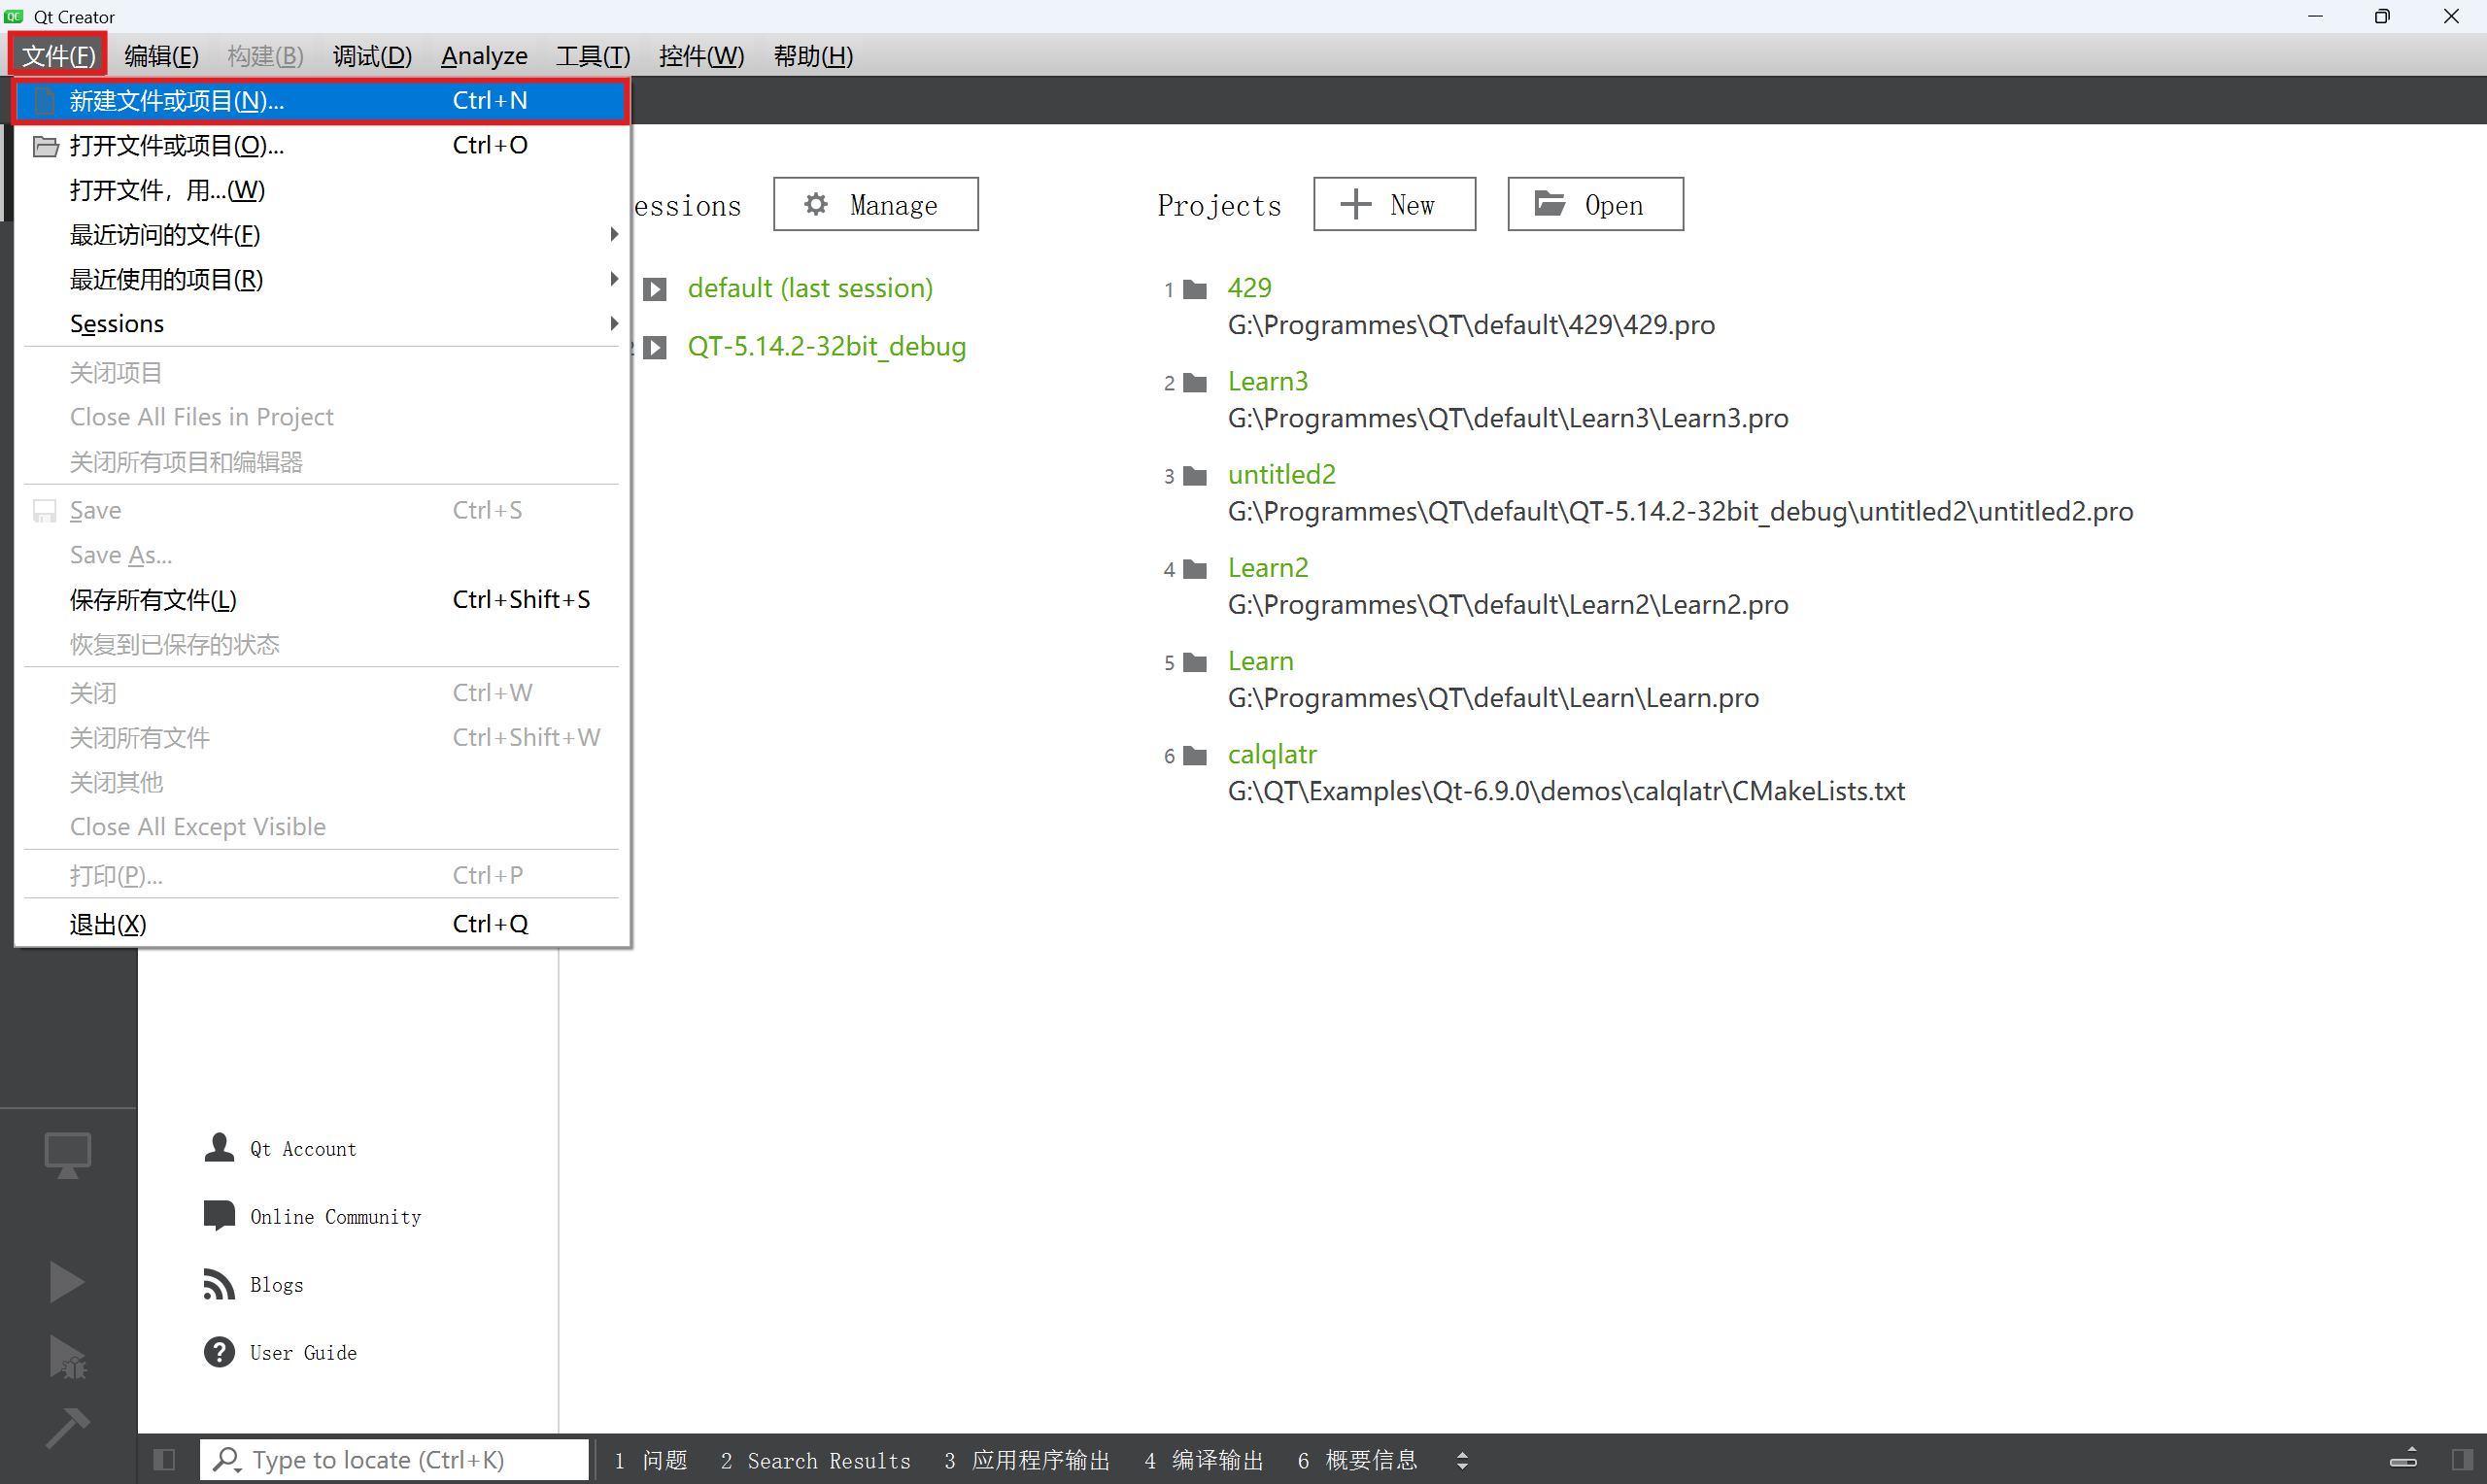 Qt Creator
文件(F) 编辑(E) 构建(B) 调试(D) Analyze 工具(T) 控件(W) 帮助(H)
新建文件或项目(N)... Ctrl+N
打开文件或项目(O)... Ctrl+O
打开文件，用...(W)
最近访问的文件(F)
最近使用的项目(R)
Sessions
关闭项目
Close All Files in Project
关闭所有项目和编辑器
Save Ctrl+S
Save As...
保存所有文件(L) Ctrl+Shift+S
恢复到已保存的状态
关闭 Ctrl+W
关闭所有文件 Ctrl+Shift+W
关闭其他
Close All Except Visible
打印(P)... Ctrl+P
退出(X) Ctrl+Q
essions Manage
default (last session)
QT-5.14.2-32bit_debug
Projects New Open
1 429
G:\Programmes\QT\default\429\429.pro
2 Learn3
G:\Programmes\QT\default\Learn3\Learn3.pro
3 untitled2
G:\Programmes\QT\default\QT-5.14.2-32bit_debug\untitled2\untitled2.pro
4 Learn2
G:\Programmes\QT\default\Learn2\Learn2.pro
5 Learn
G:\Programmes\QT\default\Learn\Learn.pro
6 calqlatr
G:\QT\Examples\Qt-6.9.0\demos\calqlatr\CMakeLists.txt
Qt Account
Online Community
Blogs
User Guide
Type to locate (Ctrl+K) 1 问题 2 Search Results 3 应用程序输出 4 编译输出 6 概要信息